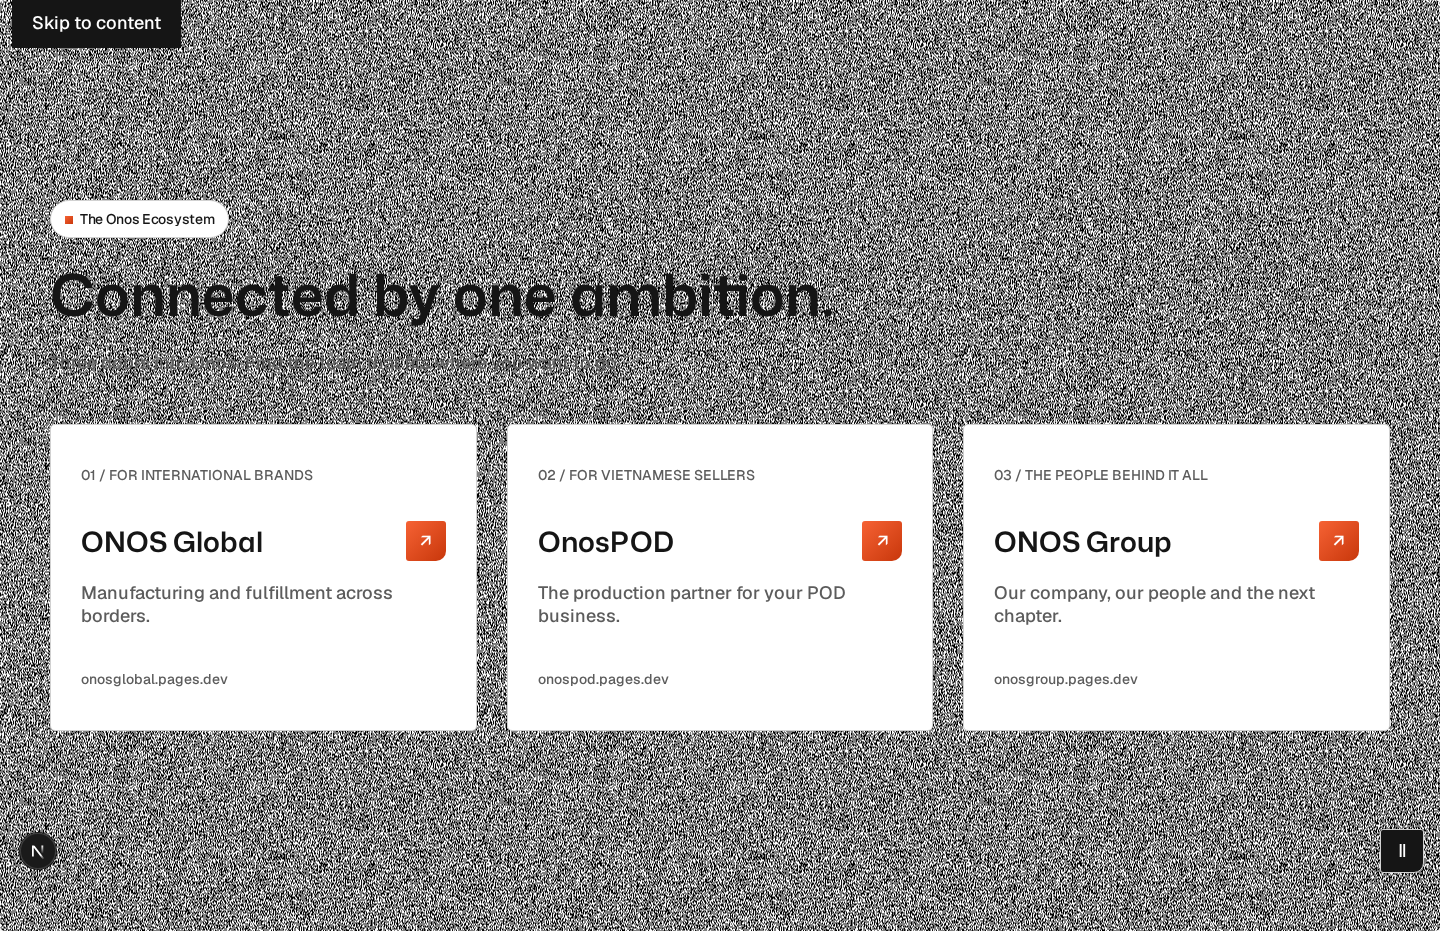 Skip to content
The Onos Ecosystem
Connected by one ambition.
01 / FOR INTERNATIONAL BRANDS
ONOS Global
Manufacturing and fulfillment across
borders.
onosglobal.pages.dev
02 / FOR VIETNAMESE SELLERS
OnosPOD
The production partner for your POD
business.
onospod.pages.dev
03 / THE PEOPLE BEHIND IT ALL
ONOS Group
Our company, our people and the next
chapter.
onosgroup.pages.dev